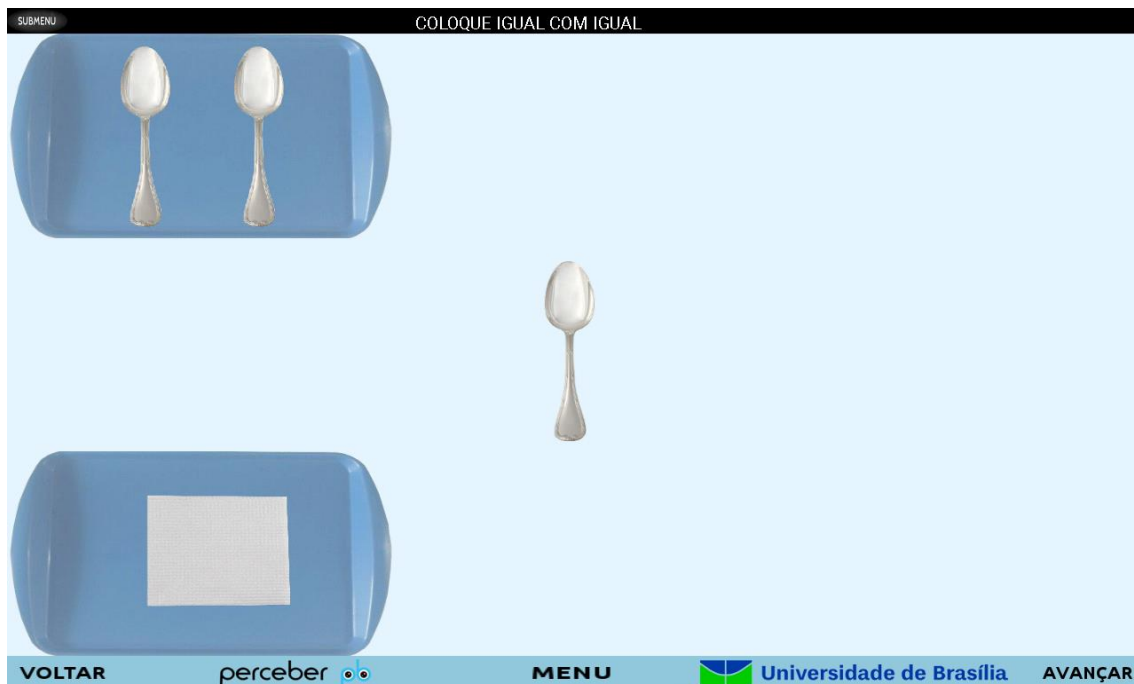 SUBMENU
COLOQUE IGUAL COM IGUAL
VOLTAR
perceber
MENU
Universidade de Brasília
AVANÇAR